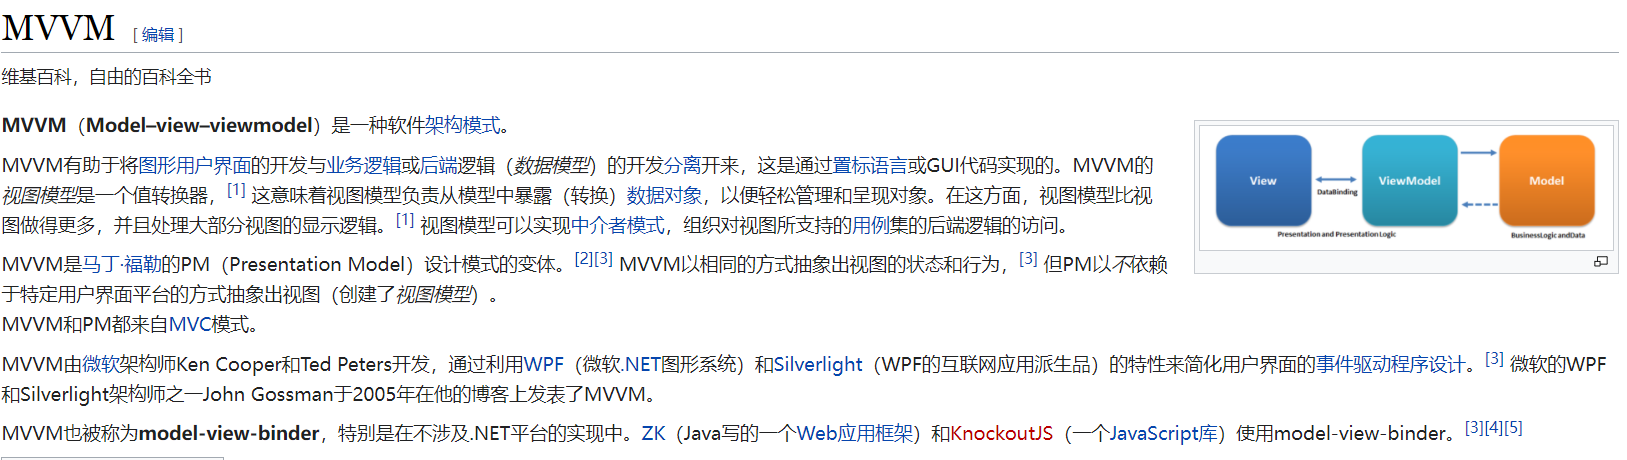 MVVM [ 编辑 ]
维基百科，自由的百科全书
MVVM（Model–view–viewmodel）是一种软件架构模式。
MVVM有助于将图形用户界面的开发与业务逻辑或后端逻辑（数据模型）的开发分离开来，这是通过置标语言或GUI代码实现的。MVVM的
视图模型是一个值转换器，[1] 这意味着视图模型负责从模型中暴露（转换）数据对象，以便轻松管理和呈现对象。在这方面，视图模型比视
图做得更多，并且处理大部分视图的显示逻辑。[1] 视图模型可以实现中介者模式，组织对视图所支持的用例集的后端逻辑的访问。
MVVM是马丁·福勒的PM（Presentation Model）设计模式的变体。[2][3] MVVM以相同的方式抽象出视图的状态和行为，[3] 但PM以不依赖
于特定用户界面平台的方式抽象出视图（创建了视图模型）。
MVVM和PM都来自MVC模式。
MVVM由微软架构师Ken Cooper和Ted Peters开发，通过利用WPF（微软.NET图形系统）和Silverlight（WPF的互联网应用派生品）的特性来简化用户界面的事件驱动程序设计。[3] 微软的WPF
和Silverlight架构师之一John Gossman于2005年在他的博客上发表了MVVM。
MVVM也被称为model-view-binder，特别是在不涉及.NET平台的实现中。ZK（Java写的一个Web应用框架）和KnockoutJS（一个JavaScript库）使用model-view-binder。[3][4][5]
View
DataBinding
ViewModel
Model
Presentation and Presentation Logic
BusinessLogic andData